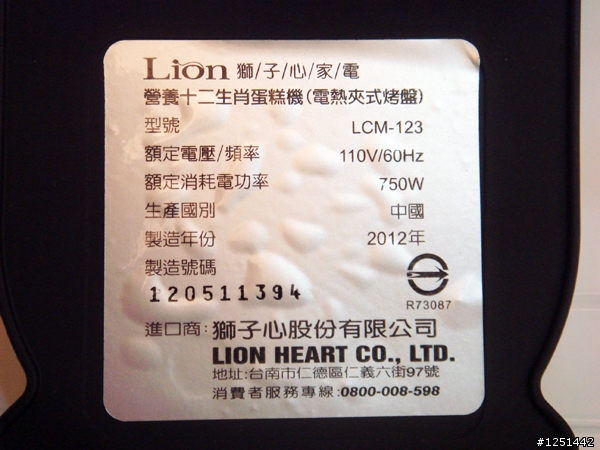 Lion 獅/子/心/家/電
營養十二生肖蛋糕機(電熱夾式烤盤)
型號 LCM-123
額定電壓/頻率 110V/60Hz
額定消耗電功率 750W
生產國別 中國
製造年份 2012年
製造號碼
120511394
R73087
進口商:獅子心股份有限公司
LION HEART CO., LTD.
地址:台南市仁德區仁義六街97號
消費者服務專線:0800-008-598
#1251442